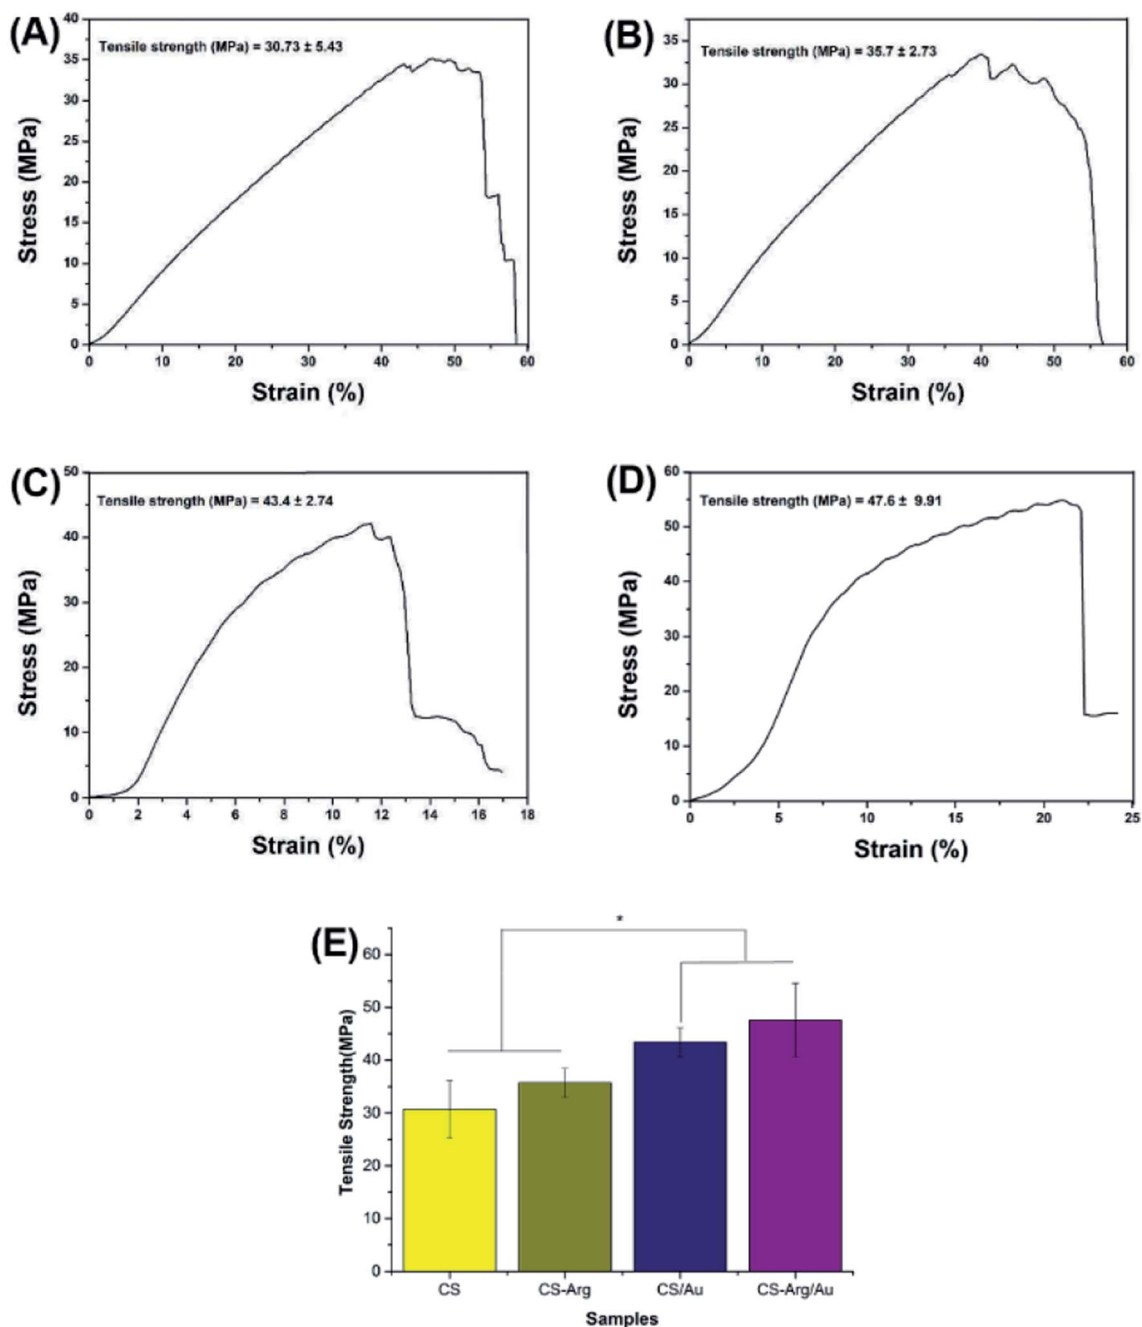 (A)
Tensile strength (MPa) = 30.73 ± 5.43
40
35
30
25
20
15
10
5
0
Stress (MPa)
0 10 20 30 40 50 60
Strain (%)
(B)
Tensile strength (MPa) = 35.7 ± 2.73
35
30
25
20
15
10
5
0
Stress (MPa)
0 10 20 30 40 50 60
Strain (%)
(C)
Tensile strength (MPa) = 43.4 ± 2.74
50
40
30
20
10
0
Stress (MPa)
0 2 4 6 8 10 12 14 16 18
Strain (%)
(D)
Tensile strength (MPa) = 47.6 ± 9.91
60
50
40
30
20
10
0
Stress (MPa)
0 5 10 15 20 25
Strain (%)
(E)
*
60
50
40
30
20
10
0
Tensile Strength(MPa)
CS CS-Arg CS/Au CS-Arg/Au
Samples